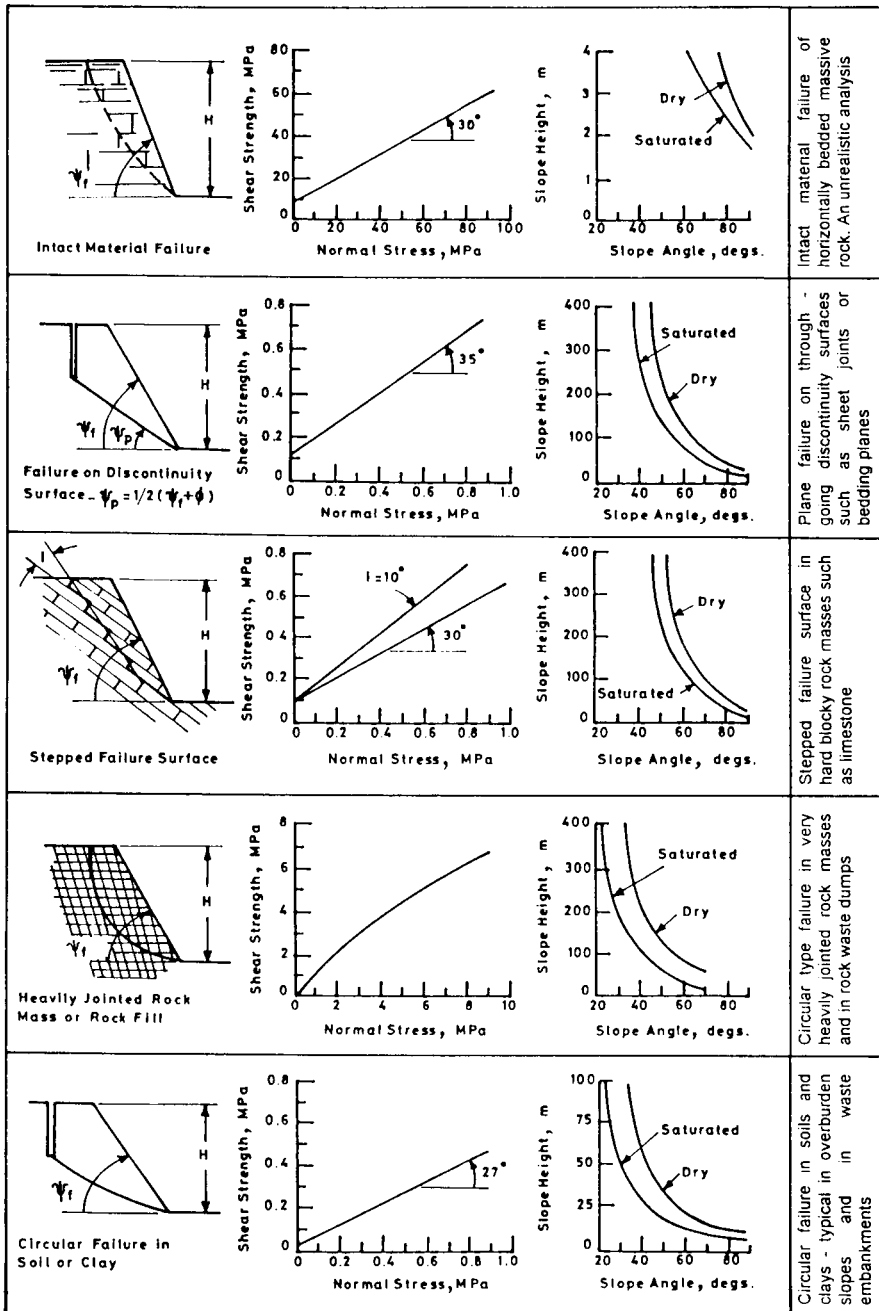 H
ψf
Intact Material Failure
Shear Strength, MPa
80
60
40
20
0
30°
0 20 40 60 80 100
Normal Stress, MPa
Slope Height, m
4
3
2
1
0
Dry
Saturated
20 40 60 80
Slope Angle, degs.
Intact material failure of
horizontally bedded massive
rock. An unrealistic analysis
H
ψf
ψp
Failure on Discontinuity
Surface - ψp = 1/2 (ψf + ϕ)
Shear Strength, MPa
0.8
0.6
0.4
0.2
0
35°
0 0.2 0.4 0.6 0.8 1.0
Normal Stress, MPa
Slope Height, m
400
300
200
100
Saturated
Dry
20 40 60 80
Slope Angle, degs.
Plane failure on through -
going discontinuity surfaces
such as sheet joints or
bedding planes
i
H
ψf
Stepped Failure Surface
Shear Strength, MPa
0.8
0.6
0.4
0.2
0
i = 10°
30°
0 0.2 0.4 0.6 0.8 1.0
Normal Stress, MPa
Slope Height, m
400
300
200
100
0
Dry
Saturated
20 40 60 80
Slope Angle, degs.
Stepped failure surface in
hard blocky rock masses such
as limestone
H
ψf
Heavily Jointed Rock
Mass or Rock Fill
Shear Strength, MPa
8
6
4
2
0
0 2 4 6 8 10
Normal Stress, MPa
Slope Height, m
400
300
200
100
0
Saturated
Dry
20 40 60 80
Slope Angle, degs.
Circular type failure in very
heavily jointed rock masses
and in rock waste dumps
H
ψf
Circular Failure in
Soil or Clay
Shear Strength, MPa
0.8
0.6
0.4
0.2
0
27°
0 0.2 0.4 0.6 0.8 1.0
Normal Stress, MPa
Slope Height, m
100
75
50
25
0
Saturated
Dry
20 40 60 80
Slope Angle, degs.
Circular failure in soils and
clays - typical in overburden
slopes and in waste
embankments